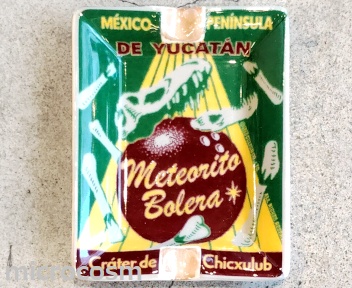 MÉXICO PENÍNSULA
DE YUCATÁN
Meteorito
Bolera
Cráter de Chicxulub